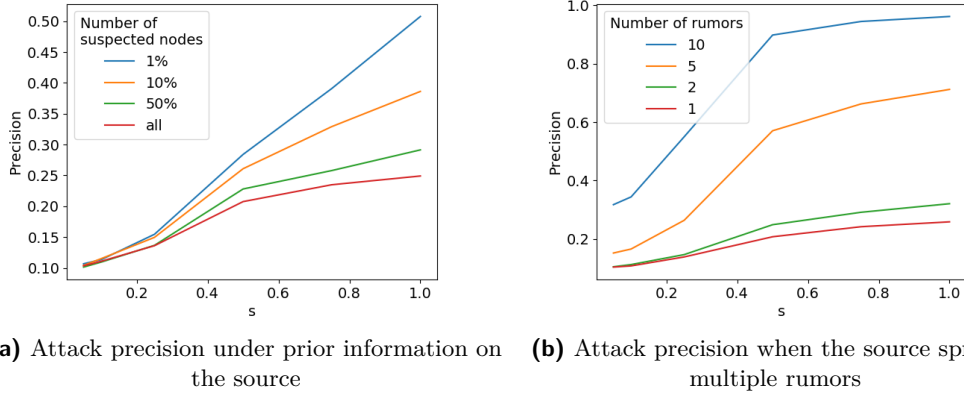 Number of
suspected nodes
1%
10%
50%
all
0.50
0.45
0.40
0.35
0.30
0.25
0.20
0.15
0.10
Precision
0.2
0.4
0.6
0.8
1.0
s
a) Attack precision under prior information on
the source
Number of rumors
10
5
2
1
1.0
0.8
0.6
0.4
0.2
Precision
0.2
0.4
0.6
0.8
1.0
s
(b) Attack precision when the source spr
multiple rumors